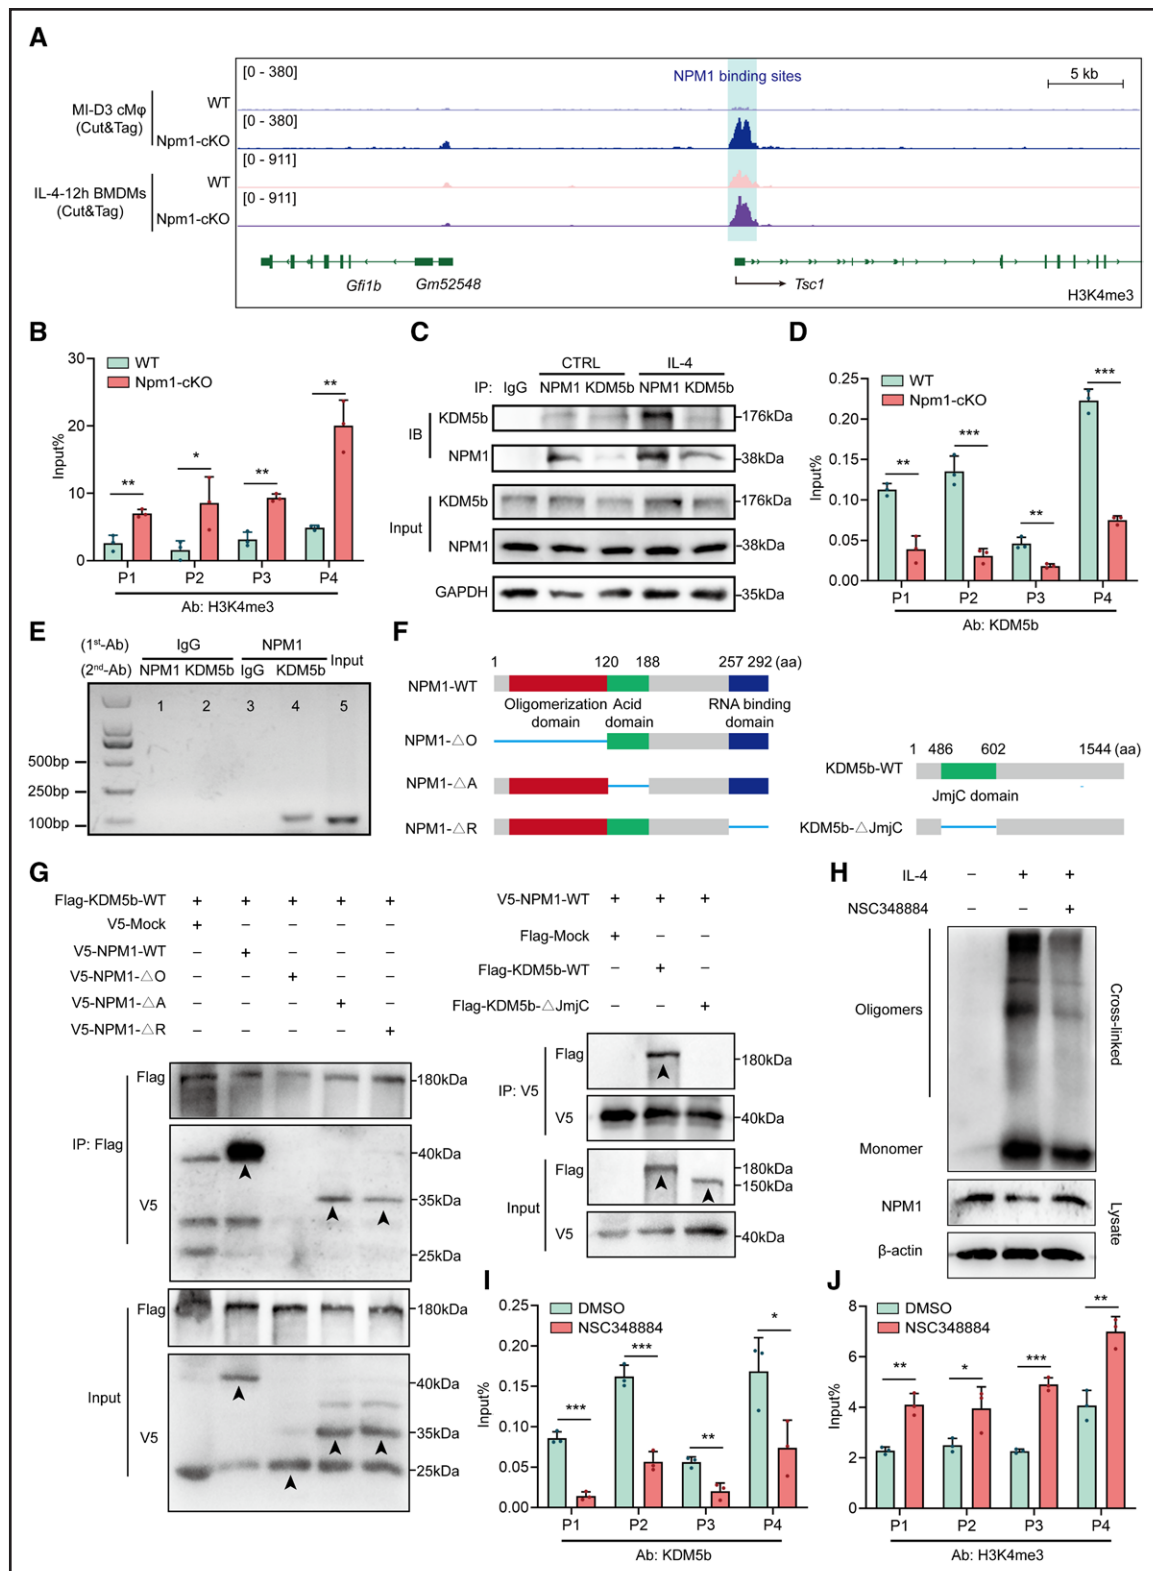 A
[0 - 380]
NPM1 binding sites
5 kb
MI-D3 cMφ
(Cut&Tag)
WT
[0 - 380]
Npm1-cKO
[0 - 911]
IL-4-12h BMDMs
(Cut&Tag)
WT
[0 - 911]
Npm1-cKO
Gfi1b
Gm52548
Tsc1
H3K4me3
B
WT
Npm1-cKO
Input%
30
20
10
0
**
*
**
**
P1 P2 P3 P4
Ab: H3K4me3
C
CTRL IL-4
IP: IgG NPM1 KDM5b NPM1 KDM5b
IB
KDM5b 176kDa
NPM1 38kDa
Input
KDM5b 176kDa
NPM1 38kDa
GAPDH 35kDa
D
WT
Npm1-cKO
Input%
0.25
0.20
0.15
0.10
0.05
0.00
**
***
**
***
P1 P2 P3 P4
Ab: KDM5b
E
(1st-Ab) IgG NPM1 Input
(2nd-Ab) NPM1 KDM5b IgG KDM5b
1 2 3 4 5
500bp
250bp
100bp
F
1 120 188 257 292 (aa)
NPM1-WT
Oligomerization domain
Acid domain
RNA binding domain
NPM1-△O
NPM1-△A
NPM1-△R
1 486 602 1544 (aa)
KDM5b-WT
JmjC domain
KDM5b-△JmjC
G
Flag-KDM5b-WT + + + + +
V5-Mock + − − − −
V5-NPM1-WT − + − − −
V5-NPM1-△O − − + − −
V5-NPM1-△A − − − + −
V5-NPM1-△R − − − − +
IP: Flag
Flag 180kDa
V5
40kDa
35kDa
25kDa
Input
Flag 180kDa
V5
40kDa
35kDa
25kDa
V5-NPM1-WT + + +
Flag-Mock + − −
Flag-KDM5b-WT − + −
Flag-KDM5b-△JmjC − − +
IP: V5
Flag 180kDa
V5 40kDa
Input
Flag 180kDa
150kDa
V5 40kDa
H
IL-4 − + +
NSC348884 − − +
Oligomers
Monomer
Cross-linked
NPM1
β-actin
Lysate
I
DMSO
NSC348884
Input%
0.25
0.20
0.15
0.10
0.05
0.00
***
***
**
*
P1 P2 P3 P4
Ab: KDM5b
J
DMSO
NSC348884
Input%
8
6
4
2
0
**
*
***
**
P1 P2 P3 P4
Ab: H3K4me3